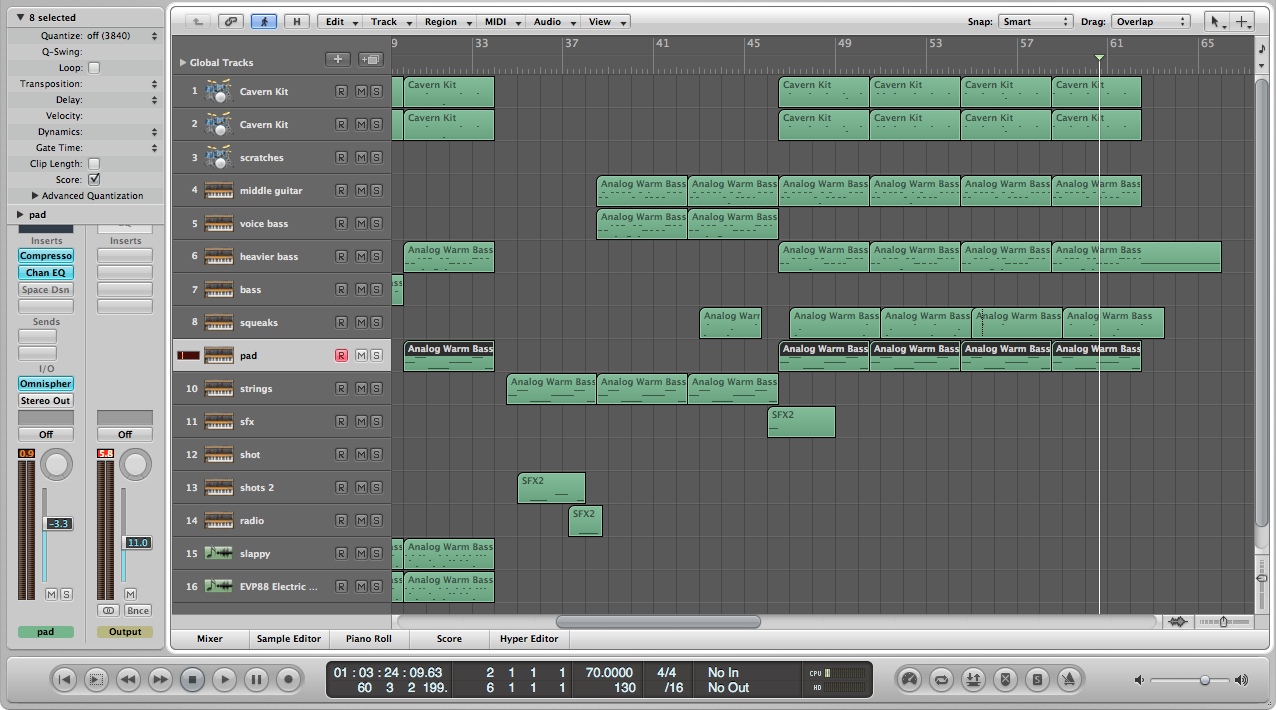 8 selected
Quantize: off (3840)
Q-Swing:
Loop:
Transposition:
Delay:
Velocity:
Dynamics:
Gate Time:
Clip Length:
Score:
Advanced Quantization
pad
Inserts Inserts
Compresso
Chan EQ
Space Dsn
Sends
I/O
Omnispher
Stereo Out
Off Off
0.9 5.8
-3.3
11.0
M S M
Bnce
pad Output
H Edit Track Region MIDI Audio View Snap: Smart Drag: Overlap
9 33 37 41 45 49 53 57 61 65
Global Tracks
1 Cavern Kit R M S Cavern Kit Cavern Kit Cavern Kit Cavern Kit Cavern Kit
2 Cavern Kit R M S Cavern Kit Cavern Kit Cavern Kit Cavern Kit Cavern Kit
3 scratches R M S
4 middle guitar R M S Analog Warm Bass Analog Warm Bass Analog Warm Bass Analog Warm Bass Analog Warm Bass Analog Warm Bass
5 voice bass R M S Analog Warm Bass Analog Warm Bass
6 heavier bass R M S Analog Warm Bass Analog Warm Bass Analog Warm Bass Analog Warm Bass Analog Warm Bass
7 bass R M S
8 squeaks R M S Analog Warm Analog Warm Bass Analog Warm Bass Analog Warm Bass Analog Warm Bass
pad R M S Analog Warm Bass Analog Warm Bass Analog Warm Bass Analog Warm Bass Analog Warm Bass
10 strings R M S Analog Warm Bass Analog Warm Bass Analog Warm Bass
11 sfx R M S SFX2
12 shot R M S
13 shots 2 R M S SFX2
14 radio R M S SFX2
15 slappy R M S Analog Warm Bass
16 EVP88 Electric ... R M S Analog Warm Bass
Mixer Sample Editor Piano Roll Score Hyper Editor
01 : 03 : 24 : 09.63 2 1 1 1 70.0000 4/4 No In CPU
60 3 2 199. 6 1 1 1 130 /16 No Out HD